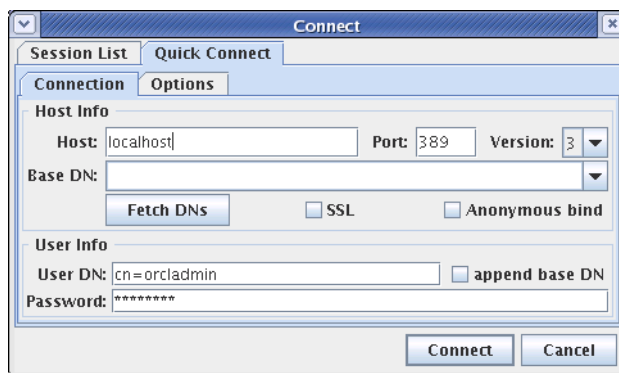 Connect
Session List Quick Connect
Connection Options
Host Info
Host: localhost Port: 389 Version: 3
Base DN:
Fetch DNs SSL Anonymous bind
User Info
User DN: cn=orcladmin append base DN
Password: ********
Connect Cancel